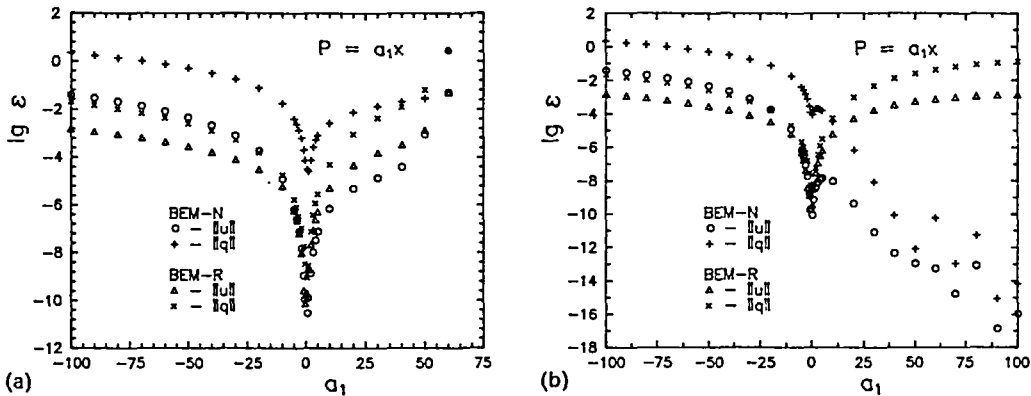 2
0
-2
-4
-6
-8
-10
-12
lg ε
P = a₁x
BEM-N
o – ⟦u⟧
+ – ⟦q⟧
BEM-R
△ – ⟦u⟧
× – ⟦q⟧
-100 -75 -50 -25 0 25 50 75
a₁
(a)
2
0
-2
-4
-6
-8
-10
-12
-14
-16
-18
lg ε
P = a₁x
BEM-N
o – ⟦u⟧
+ – ⟦q⟧
BEM-R
△ – ⟦u⟧
× – ⟦q⟧
-100 -75 -50 -25 0 25 50 75 100
a₁
(b)